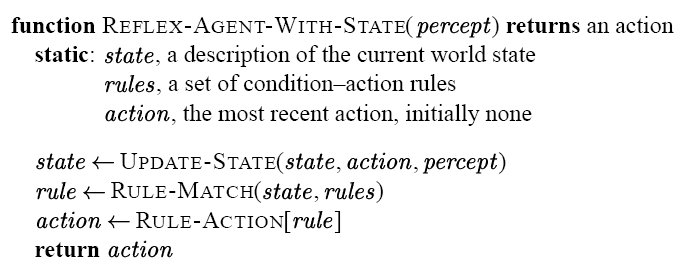 function REFLEX-AGENT-WITH-STATE(percept) returns an action
static: state, a description of the current world state
rules, a set of condition–action rules
action, the most recent action, initially none
state ← UPDATE-STATE(state, action, percept)
rule ← RULE-MATCH(state, rules)
action ← RULE-ACTION[rule]
return action